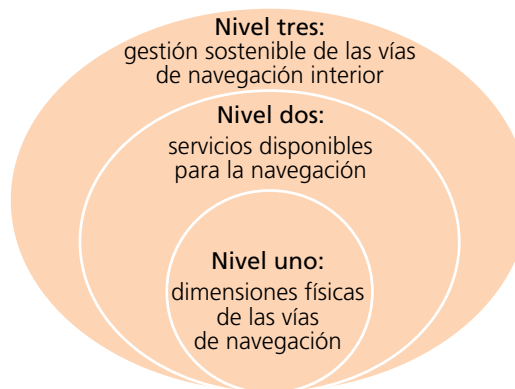 Nivel tres:
gestión sostenible de las vías
de navegación interior
Nivel dos:
servicios disponibles
para la navegación
Nivel uno:
dimensiones físicas
de las vías
de navegación